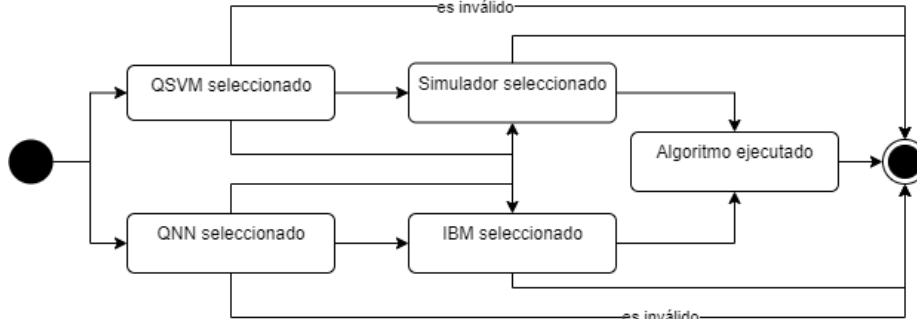 es inválido
QSVM seleccionado
Simulador seleccionado
Algoritmo ejecutado
QNN seleccionado
IBM seleccionado
es inválido